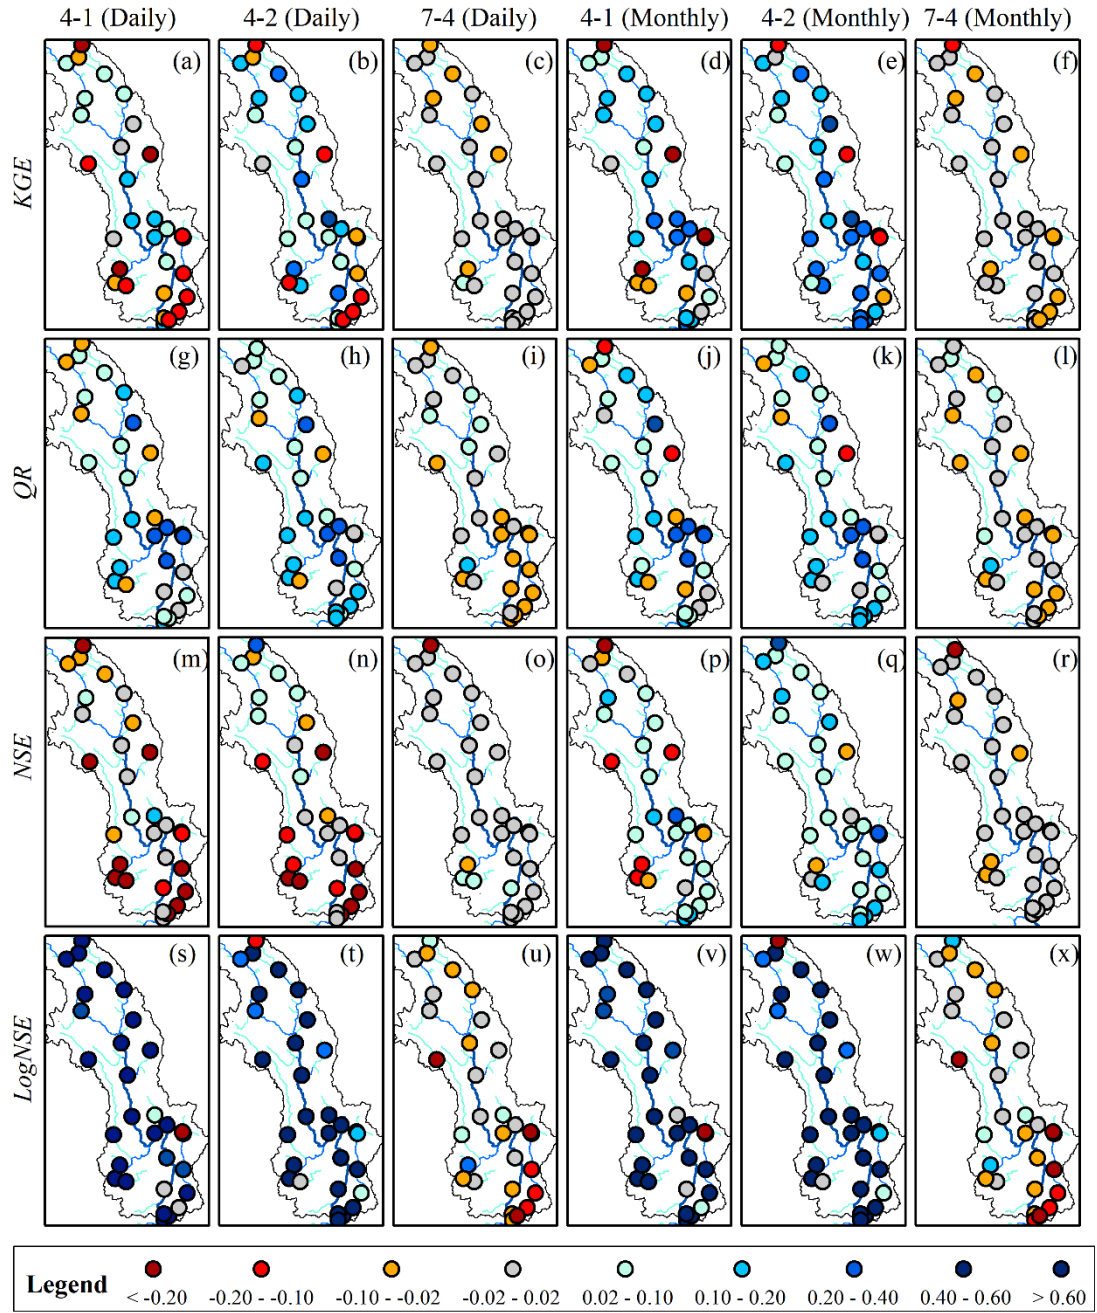 4-1 (Daily) 4-2 (Daily) 7-4 (Daily) 4-1 (Monthly) 4-2 (Monthly) 7-4 (Monthly)
KGE (a) (b) (c) (d) (e) (f)
QR (g) (h) (i) (j) (k) (l)
NSE (m) (n) (o) (p) (q) (r)
LogNSE (s) (t) (u) (v) (w) (x)
Legend
< -0.20 -0.20 - -0.10 -0.10 - -0.02 -0.02 - 0.02 0.02 - 0.10 0.10 - 0.20 0.20 - 0.40 0.40 - 0.60 > 0.60